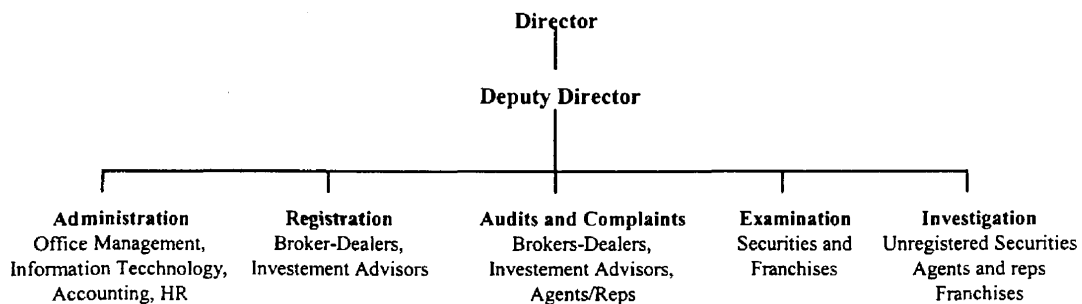 Director
Deputy Director
Administration
Office Management,
Information Tecchnology,
Accounting, HR
Registration
Broker-Dealers,
Investement Advisors
Audits and Complaints
Brokers-Dealers,
Investement Advisors,
Agents/Reps
Examination
Securities and
Franchises
Investigation
Unregistered Securities
Agents and reps
Franchises